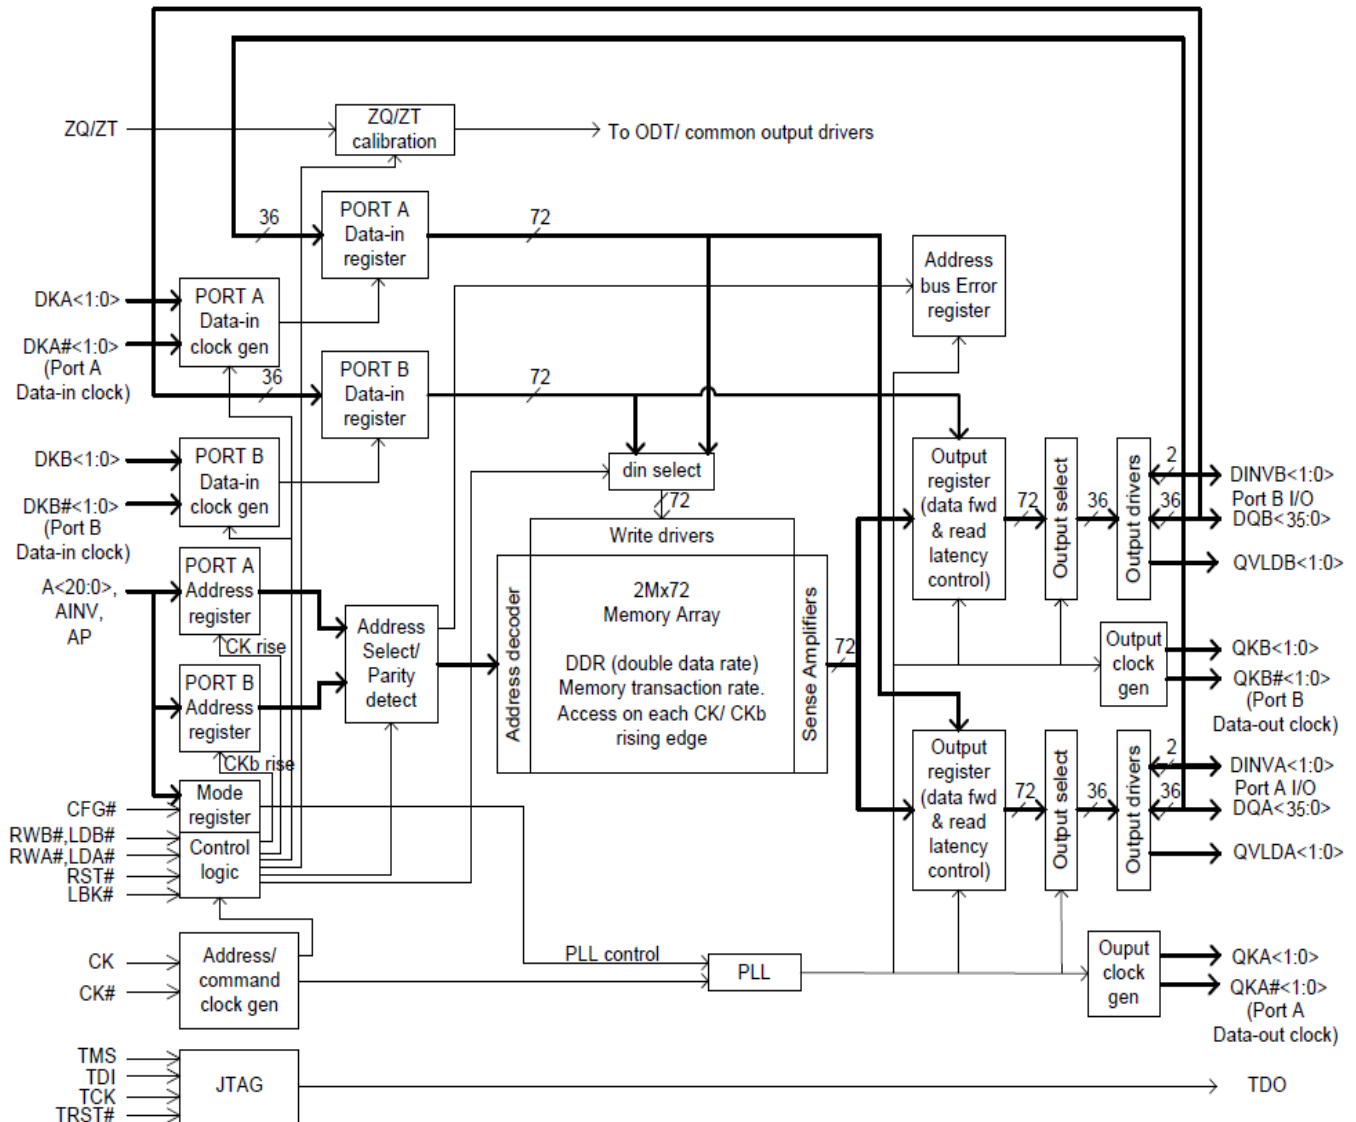 ZQ/ZT
ZQ/ZT
calibration
To ODT/ common output drivers
36
PORT A
Data-in
register
72
Address
bus Error
register
DKA<1:0>
DKA#<1:0>
(Port A
Data-in clock)
PORT A
Data-in
clock gen
36
PORT B
Data-in
register
72
DKB<1:0>
DKB#<1:0>
(Port B
Data-in clock)
PORT B
Data-in
clock gen
din select
72
Write drivers
Address decoder
2Mx72
Memory Array
DDR (double data rate)
Memory transaction rate.
Access on each CK/ CKb
rising edge
Sense Amplifiers
72
Output
register
(data fwd
& read
latency
control)
72
Output select
36
Output drivers
2
36
DINVB<1:0>
Port B I/O
DQB<35:0>
QVLDB<1:0>
A<20:0>,
AINV,
AP
PORT A
Address
register
CK rise
PORT B
Address
register
CKb rise
Address
Select/
Parity
detect
Output
clock
gen
QKB<1:0>
QKB#<1:0>
(Port B
Data-out clock)
Mode
register
Control
logic
CFG#
RWB#,LDB#
RWA#,LDA#
RST#
LBK#
Output
register
(data fwd
& read
latency
control)
72
Output select
36
Output drivers
2
36
DINVA<1:0>
Port A I/O
DQA<35:0>
QVLDA<1:0>
CK
CK#
Address/
command
clock gen
PLL control
PLL
Ouput
clock
gen
QKA<1:0>
QKA#<1:0>
(Port A
Data-out clock)
TMS
TDI
TCK
TRST#
JTAG
TDO